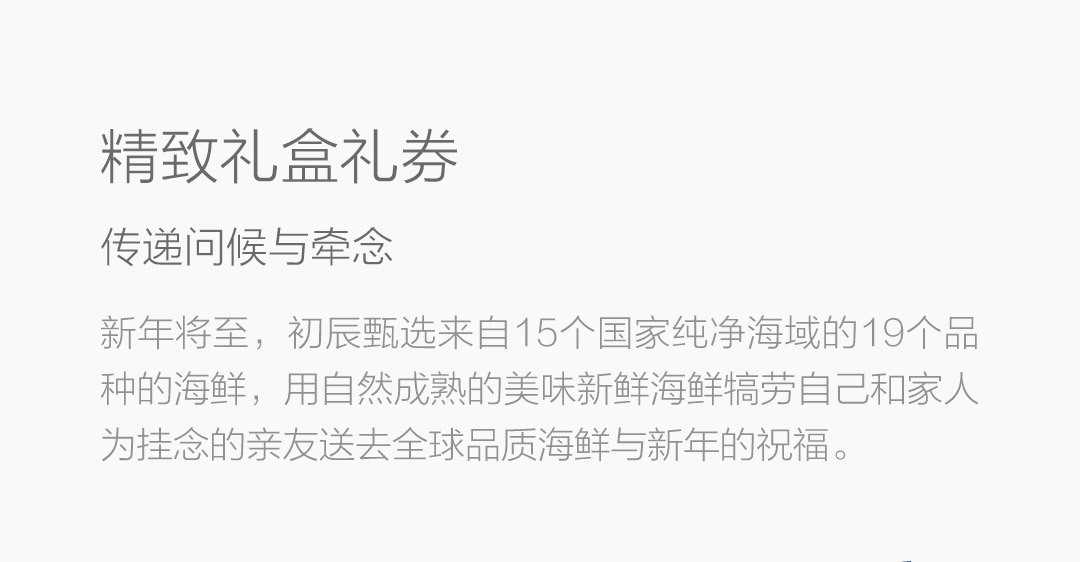 精致礼盒礼券
传递问候与牵念
新年将至，初辰甄选来自15个国家纯净海域的19个品
种的海鲜，用自然成熟的美味新鲜海鲜犒劳自己和家人
为挂念的亲友送去全球品质海鲜与新年的祝福。